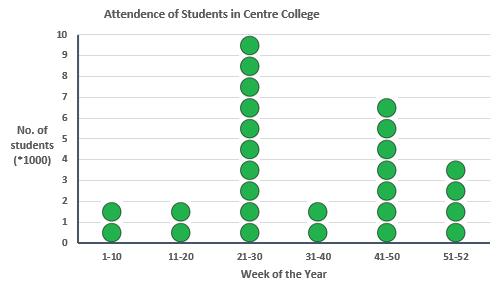 Attendence of Students in Centre College
10
9
8
7
6
5
4
3
2
1
0
No. of
students
(*1000)
1-10 11-20 21-30 31-40 41-50 51-52
Week of the Year